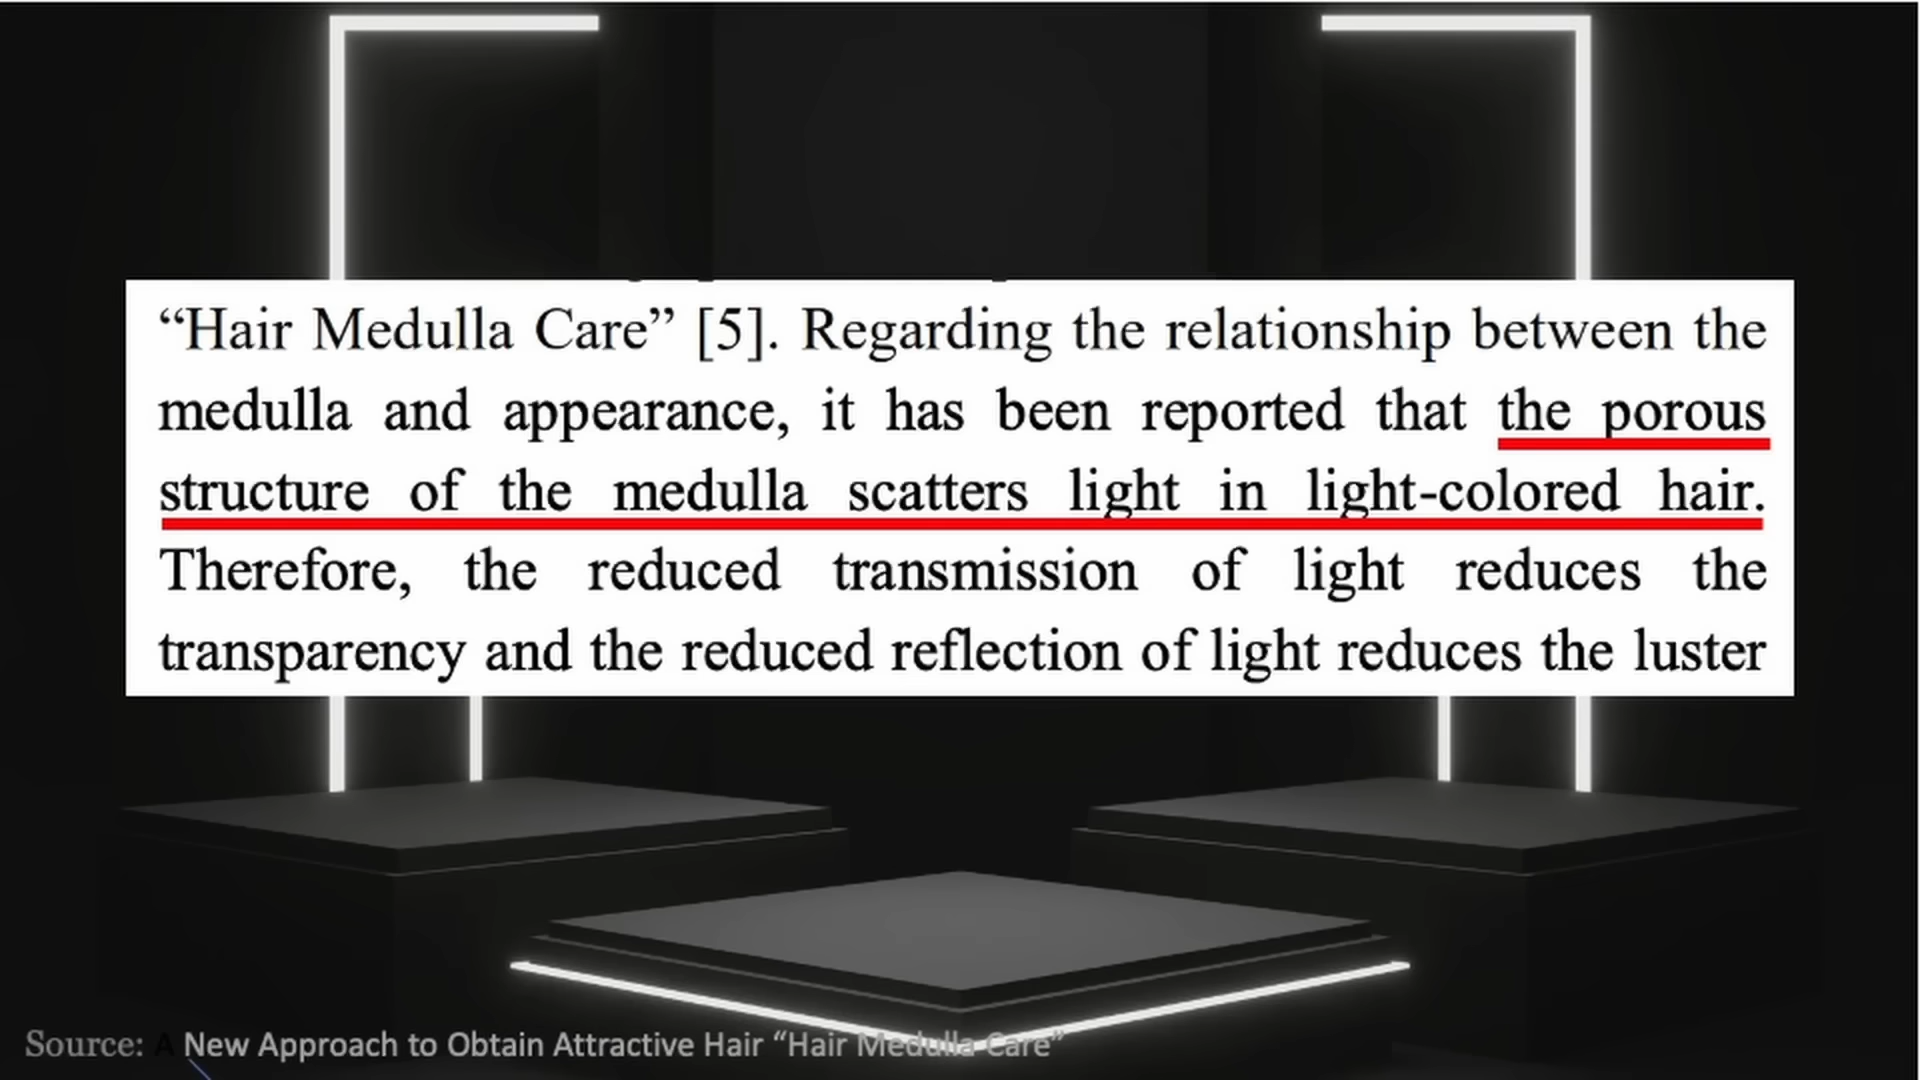 “Hair Medulla Care” [5]. Regarding the relationship between the
medulla and appearance, it has been reported that the porous
structure of the medulla scatters light in light-colored hair.
Therefore, the reduced transmission of light reduces the
transparency and the reduced reflection of light reduces the luster
Source: A New Approach to Obtain Attractive Hair “Hair Medulla Care”